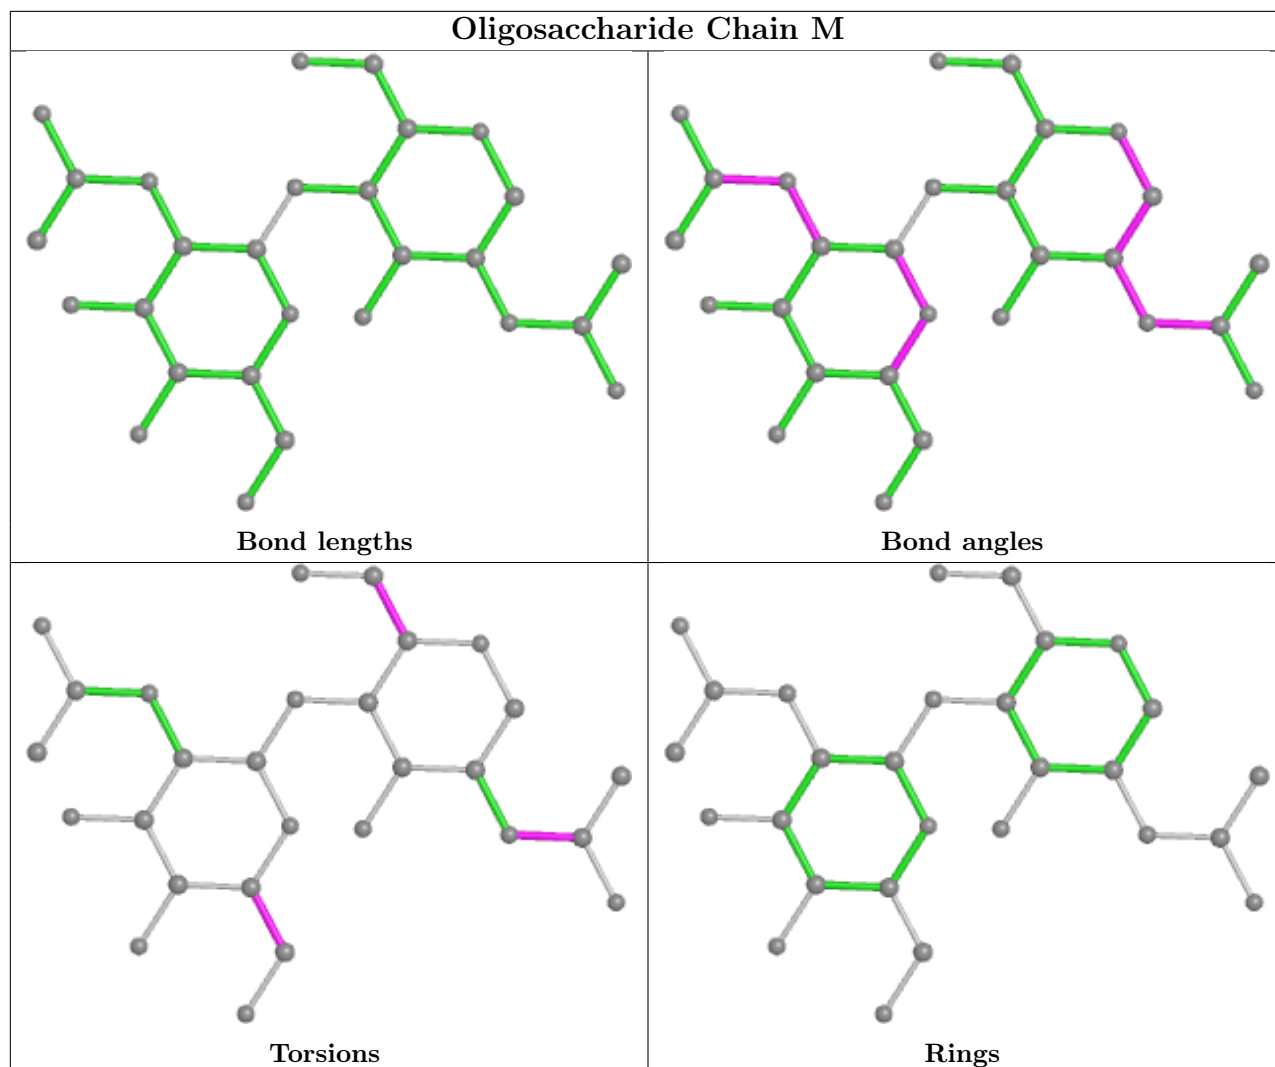 Oligosaccharide Chain M
Bond lengths
Bond angles
Torsions
Rings